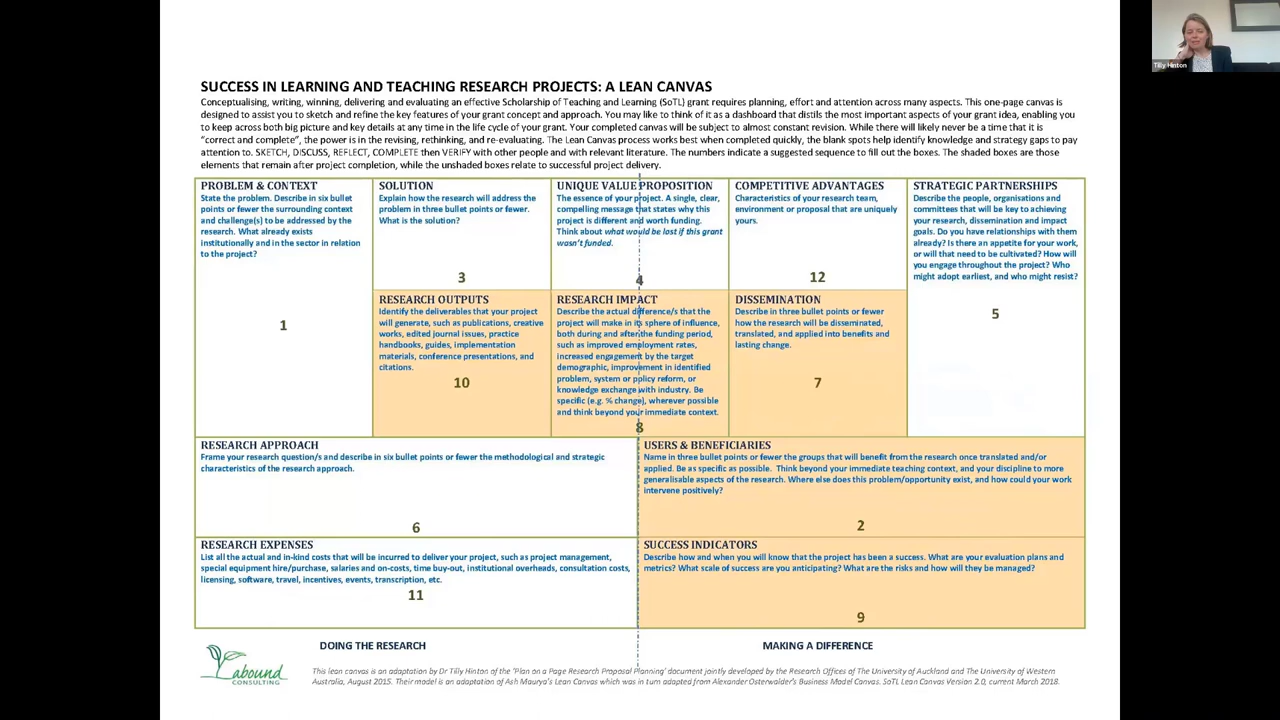 Tilly Hinton
SUCCESS IN LEARNING AND TEACHING RESEARCH PROJECTS: A LEAN CANVAS
Conceptualising, writing, winning, delivering and evaluating an effective Scholarship of Teaching and Learning (SoTL) grant requires planning, effort and attention across many aspects. This one-page canvas is
designed to assist you to sketch and refine the key features of your grant concept and approach. You may like to think of it as a dashboard that distils the most important aspects of your grant idea, enabling you
to keep across both big picture and key details at any time in the life cycle of your grant. Your completed canvas will be subject to almost constant revision. While there will likely never be a time that it is
"correct and complete", the power is in the revising, rethinking, and re-evaluating. The Lean Canvas process works best when completed quickly, the blank spots help identify knowledge and strategy gaps to pay
attention to. SKETCH, DISCUSS, REFLECT, COMPLETE then VERIFY with other people and with relevant literature. The numbers indicate a suggested sequence to fill out the boxes. The shaded boxes are those
elements that remain after project completion, while the unshaded boxes relate to successful project delivery.
PROBLEM & CONTEXT
State the problem. Describe in six bullet
points or fewer the surrounding context
and challenge(s) to be addressed by the
research. What already exists
institutionally and in the sector in relation
to the project?
1
SOLUTION
Explain how the research will address the
problem in three bullet points or fewer.
What is the solution?
3
UNIQUE VALUE PROPOSITION
The essence of your project. A single, clear,
compelling message that states why this
project is different and worth funding.
Think about what would be lost if this grant
wasn't funded.
4
COMPETITIVE ADVANTAGES
Characteristics of your research team,
environment or proposal that are uniquely
yours.
12
STRATEGIC PARTNERSHIPS
Describe the people, organisations and
committees that will be key to achieving
your research, dissemination and impact
goals. Do you have relationships with them
already? Is there an appetite for your work,
or will that need to be cultivated? How will
you engage throughout the project? Who
might adopt earliest, and who might resist?
5
RESEARCH OUTPUTS
Identify the deliverables that your project
will generate, such as publications, creative
works, edited journal issues, practice
handbooks, guides, implementation
materials, conference presentations, and
citations.
10
RESEARCH IMPACT
Describe the actual difference/s that the
project will make in its sphere of influence,
both during and after the funding period,
such as improved employment rates,
increased engagement by the target
demographic, improvement in identified
problem, system or policy reform, or
knowledge exchange with industry. Be
specific (e.g. % change), wherever possible
and think beyond your immediate context.
8
DISSEMINATION
Describe in three bullet points or fewer
how the research will be disseminated,
translated, and applied into benefits and
lasting change.
7
RESEARCH APPROACH
Frame your research question/s and describe in six bullet points or fewer the methodological and strategic
characteristics of the research approach.
6
USERS & BENEFICIARIES
Name in three bullet points or fewer the groups that will benefit from the research once translated and/or
applied. Be as specific as possible. Think beyond your immediate teaching context, and your discipline to more
generalisable aspects of the research. Where else does this problem/opportunity exist, and how could your work
intervene positively?
2
RESEARCH EXPENSES
List all the actual and in-kind costs that will be incurred to deliver your project, such as project management,
special equipment hire/purchase, salaries and on-costs, time buy-out, institutional overheads, consultation costs,
licensing, software, travel, incentives, events, transcription, etc.
11
SUCCESS INDICATORS
Describe how and when you will know that the project has been a success. What are your evaluation plans and
metrics? What scale of success are you anticipating? What are the risks and how will they be managed?
9
DOING THE RESEARCH
MAKING A DIFFERENCE
abound
CONSULTING
This lean canvas is an adaptation by Dr Tilly Hinton of the 'Plan on a Page Research Proposal Planning' document jointly developed by the Research Offices of The University of Auckland and The University of Western
Australia, August 2015. Their model is an adaptation of Ash Maurya's Lean Canvas which was in turn adapted from Alexander Osterwalder's Business Model Canvas. SoTL Lean Canvas Version 2.0, current March 2018.